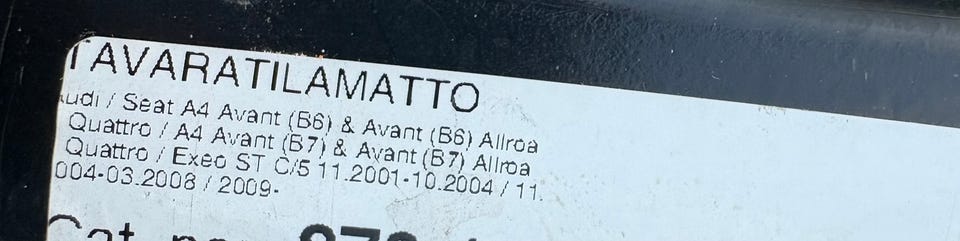 TAVARATILAMATTO
udi / Seat A4 Avant (B6) & Avant (B6) Allroa
Quattro / A4 Avant (B7) & Avant (B7) Allroa
Quattro / Exeo ST C/5 11.2001-10.2004 / 11.
004-03.2008 / 2009-
Cat.